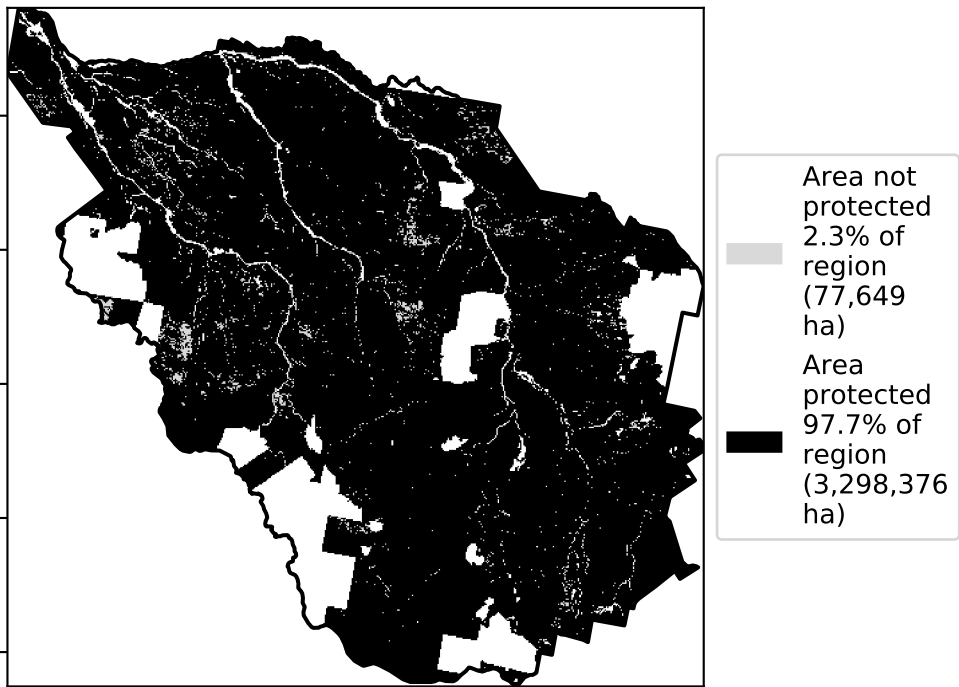 Area not
protected
2.3% of
region
(77,649
ha)
Area
protected
97.7% of
region
(3,298,376
ha)